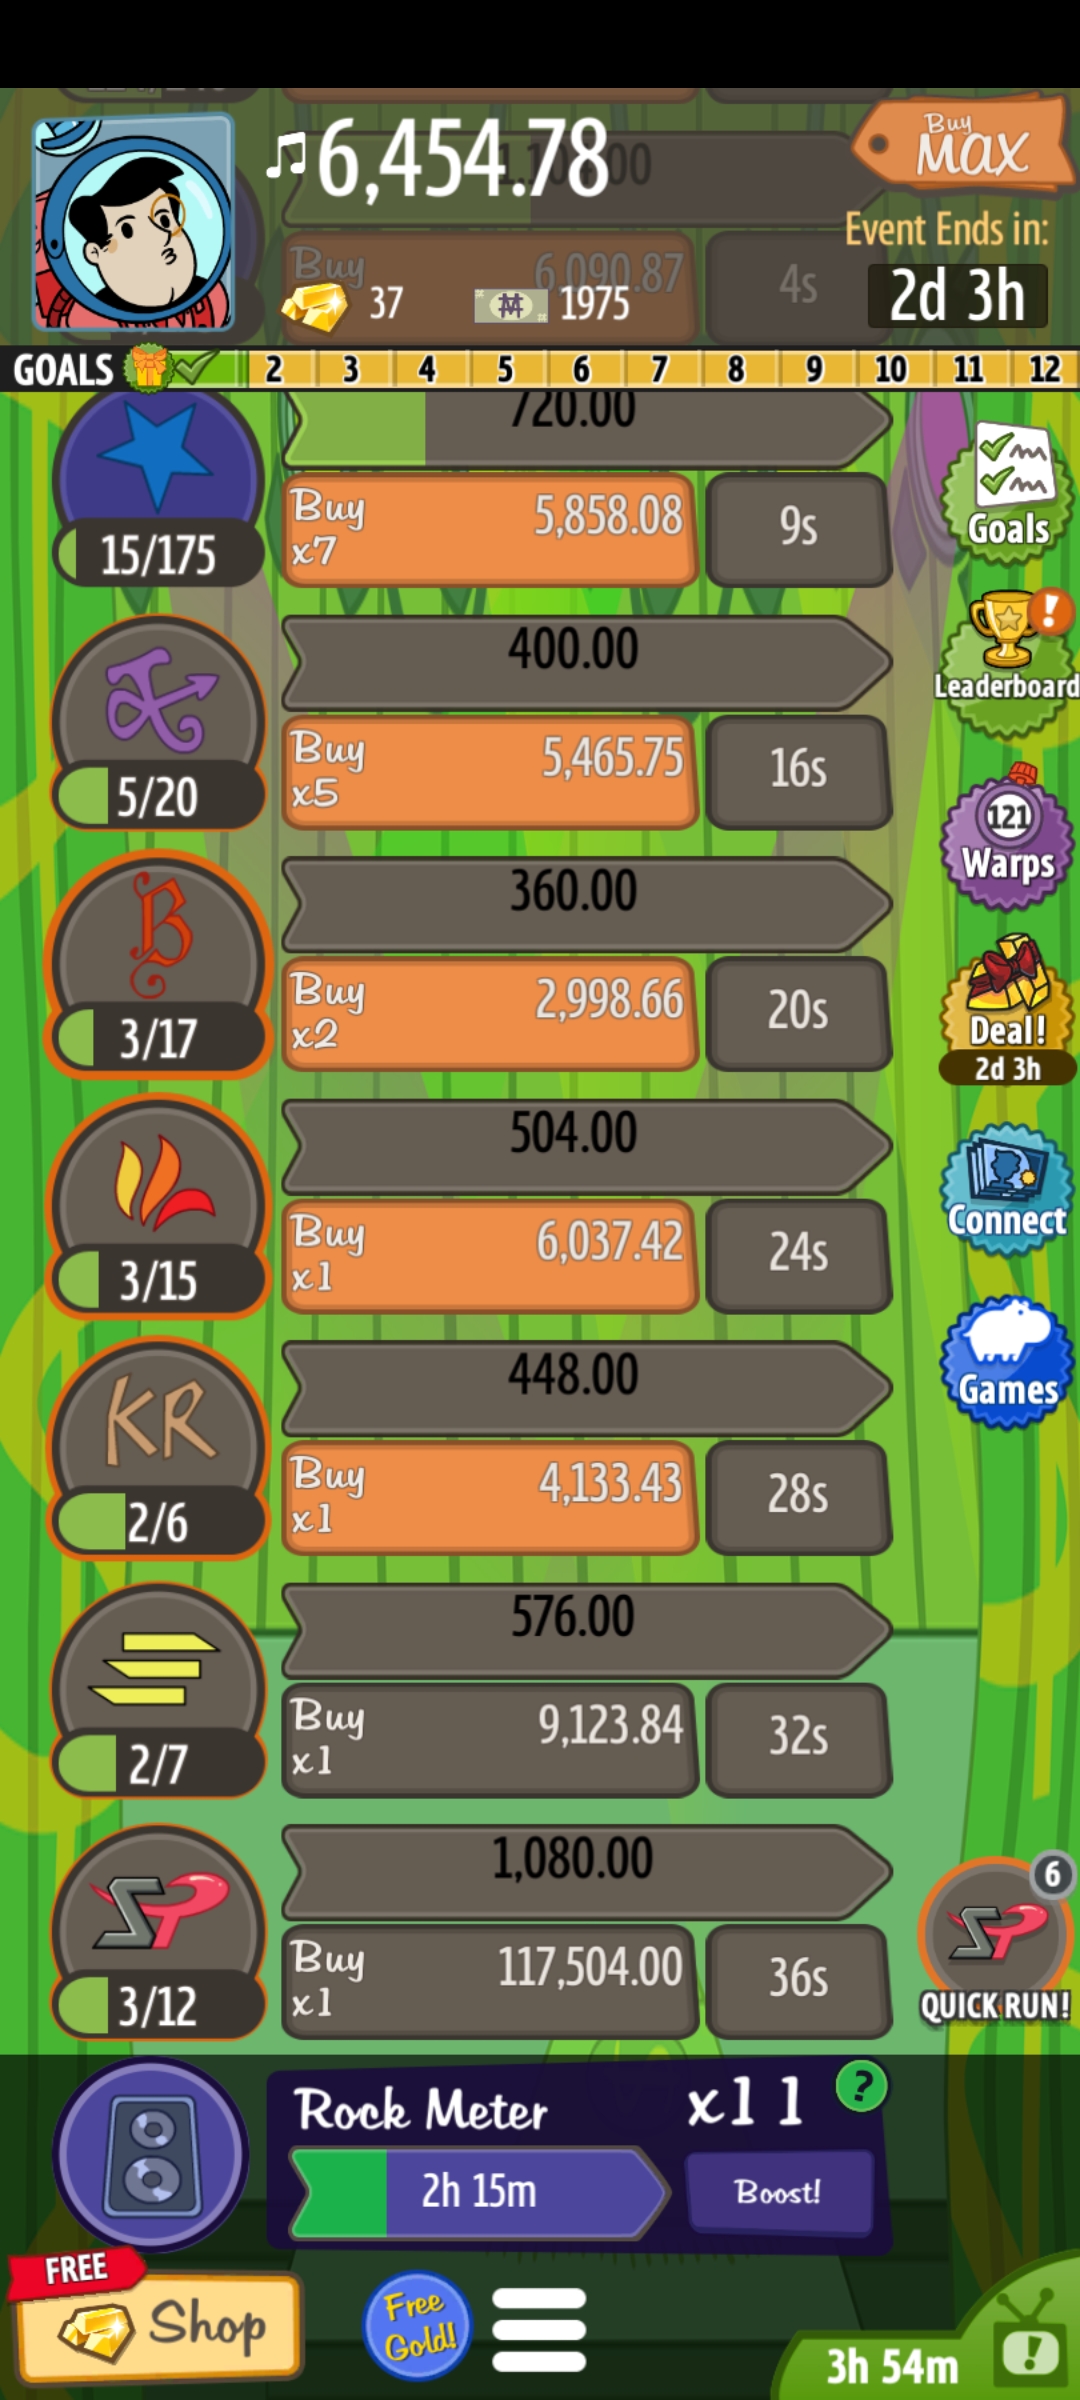 ♫6,454.78
Buy
MAX
Event Ends in:
2d 3h
Buy
6,090.87
4s
37
1975
GOALS 2 3 4 5 6 7 8 9 10 11 12
720.00
15/175
Buy
x7
5,858.08
9s
Goals
400.00
5/20
Buy
x5
5,465.75
16s
Leaderboard
!
360.00
3/17
Buy
x2
2,998.66
20s
121
Warps
Deal!
2d 3h
504.00
3/15
Buy
x1
6,037.42
24s
Connect
448.00
2/6
KR
Buy
x1
4,133.43
28s
Games
576.00
2/7
Buy
x1
9,123.84
32s
1,080.00
SP
3/12
Buy
x1
117,504.00
36s
6
SP
QUICK RUN!
Rock Meter
x11
?
2h 15m
Boost!
FREE
Shop
Free
Gold!
3h 54m
!